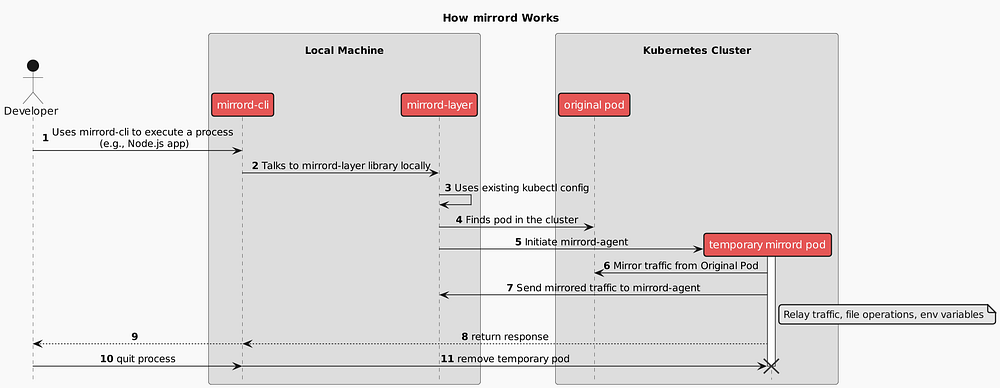 How mirrord Works
Local Machine
Kubernetes Cluster
Developer
mirrord-cli
mirrord-layer
original pod
1 Uses mirrord-cli to execute a process
(e.g., Node.js app)
2 Talks to mirrord-layer library locally
3 Uses existing kubectl config
4 Finds pod in the cluster
5 Initiate mirrord-agent
temporary mirrord pod
6 Mirror traffic from Original Pod
7 Send mirrored traffic to mirrord-agent
Relay traffic, file operations, env variables
9
8 return response
10 quit process
11 remove temporary pod